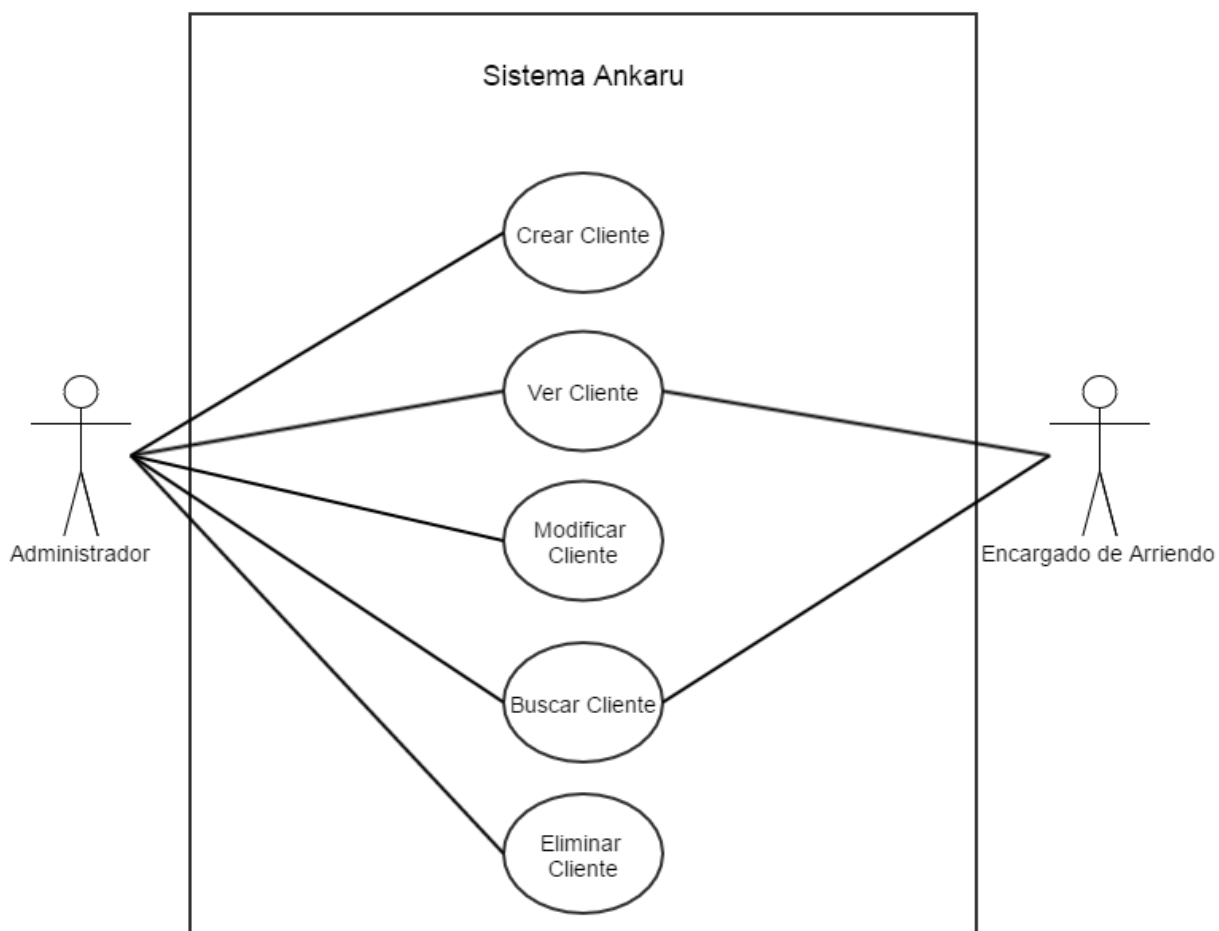 Sistema Ankaru
Crear Cliente
Ver Cliente
Modificar
Cliente
Administrador
Encargado de Arriendo
Buscar Cliente
Eliminar
Cliente